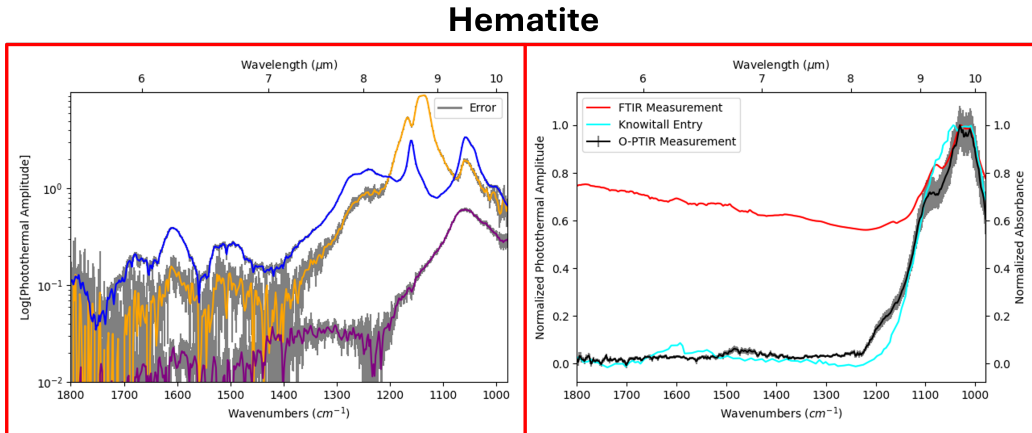 Hematite
Wavelength (μm)
6 7 8 9 10
Log[Photothermal Amplitude]
10⁰
10⁻¹
10⁻²
Error
1800 1700 1600 1500 1400 1300 1200 1100 1000
Wavenumbers (cm⁻¹)
Wavelength (μm)
6 7 8 9 10
Normalized Photothermal Amplitude
1.0
0.8
0.6
0.4
0.2
0.0
FTIR Measurement
Knowitall Entry
O-PTIR Measurement
1.0
0.8
0.6
0.4
0.2
0.0
Normalized Absorbance
1800 1700 1600 1500 1400 1300 1200 1100 1000
Wavenumbers (cm⁻¹)